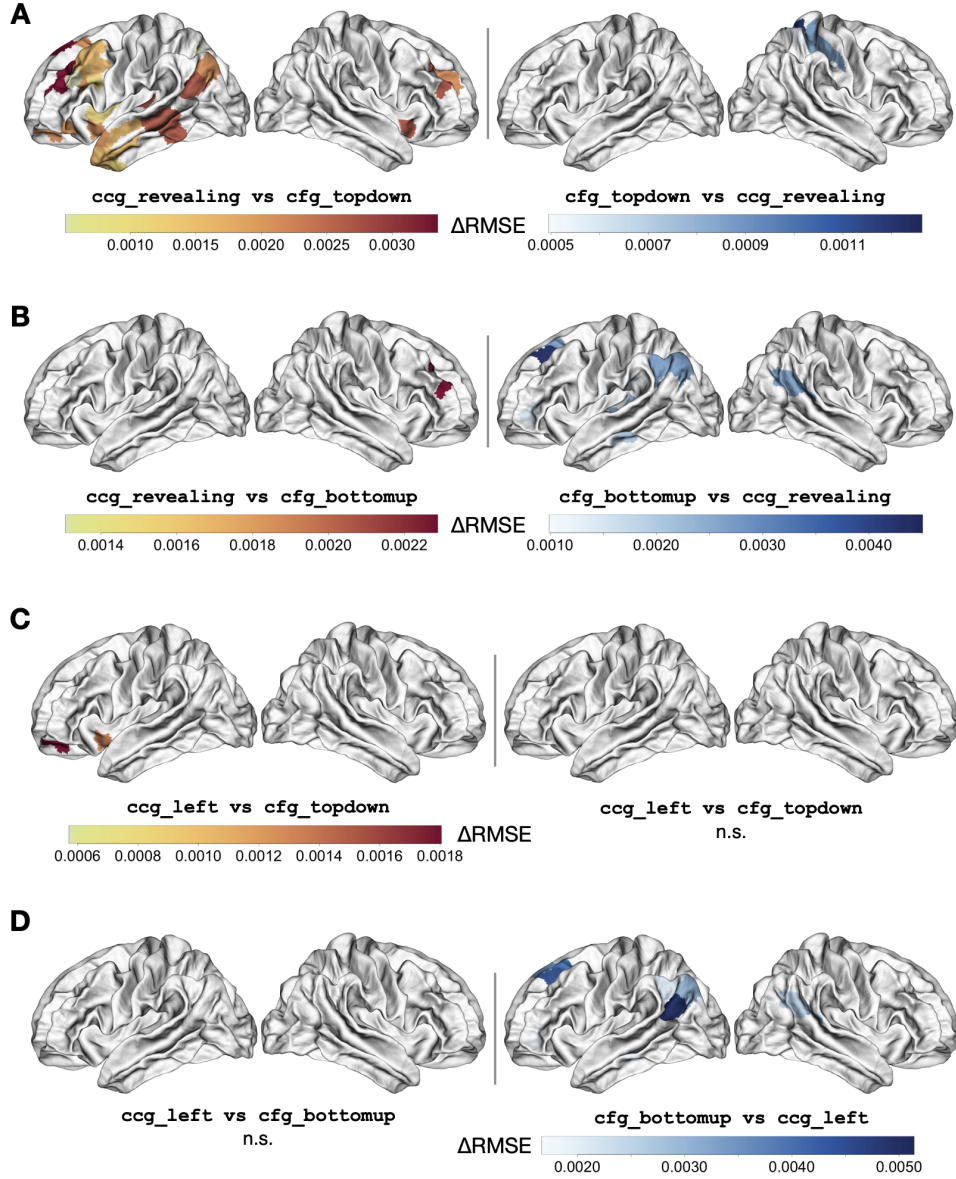 A
ccg_revealing vs cfg_topdown
cfg_topdown vs ccg_revealing
0.0010 0.0015 0.0020 0.0025 0.0030
ΔRMSE
0.0005 0.0007 0.0009 0.0011
B
ccg_revealing vs cfg_bottomup
cfg_bottomup vs ccg_revealing
0.0014 0.0016 0.0018 0.0020 0.0022
ΔRMSE
0.0010 0.0020 0.0030 0.0040
C
ccg_left vs cfg_topdown
ccg_left vs cfg_topdown
n.s.
0.0006 0.0008 0.0010 0.0012 0.0014 0.0016 0.0018
ΔRMSE
D
ccg_left vs cfg_bottomup
n.s.
cfg_bottomup vs ccg_left
ΔRMSE
0.0020 0.0030 0.0040 0.0050